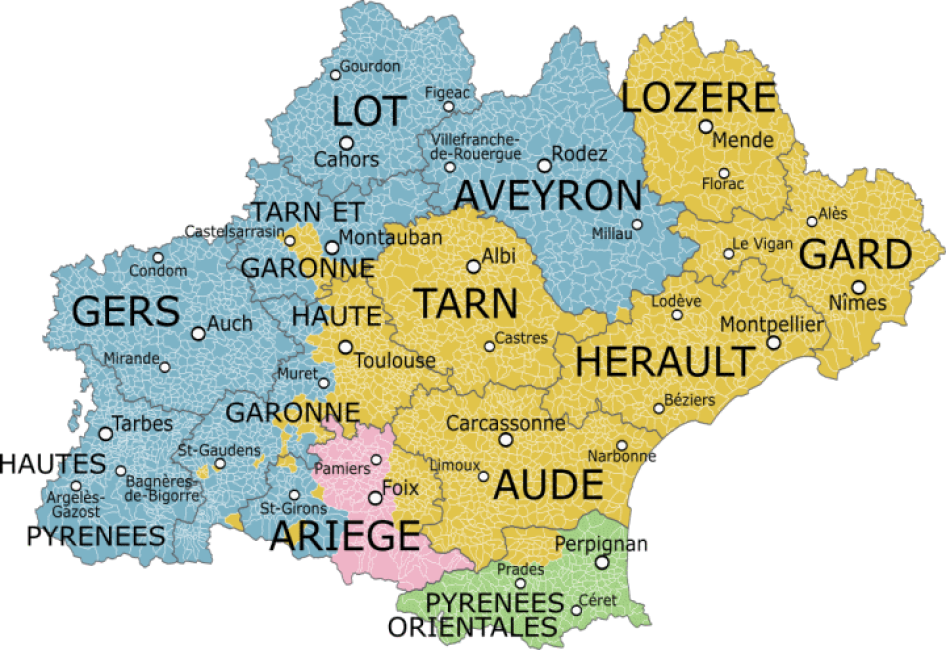 Gourdon
LOT
Figeac
Cahors
Villefranche-
de-Rouergue
Rodez
AVEYRON
Millau
LOZERE
Mende
Florac
Alès
Le Vigan
GARD
Nîmes
TARN ET
Castelsarrasin
Montauban
GARONNE
Condom
GERS
Auch
Mirande
HAUTE
Toulouse
Muret
GARONNE
Albi
TARN
Castres
Lodève
Montpellier
HERAULT
Béziers
Tarbes
HAUTES
Bagnères-
de-Bigorre
Argelès-
Gazost
PYRENEES
St-Gaudens
St-Girons
Pamiers
Foix
ARIEGE
Carcassonne
Limoux
Narbonne
AUDE
Perpignan
Prades
Céret
PYRENEES
ORIENTALES